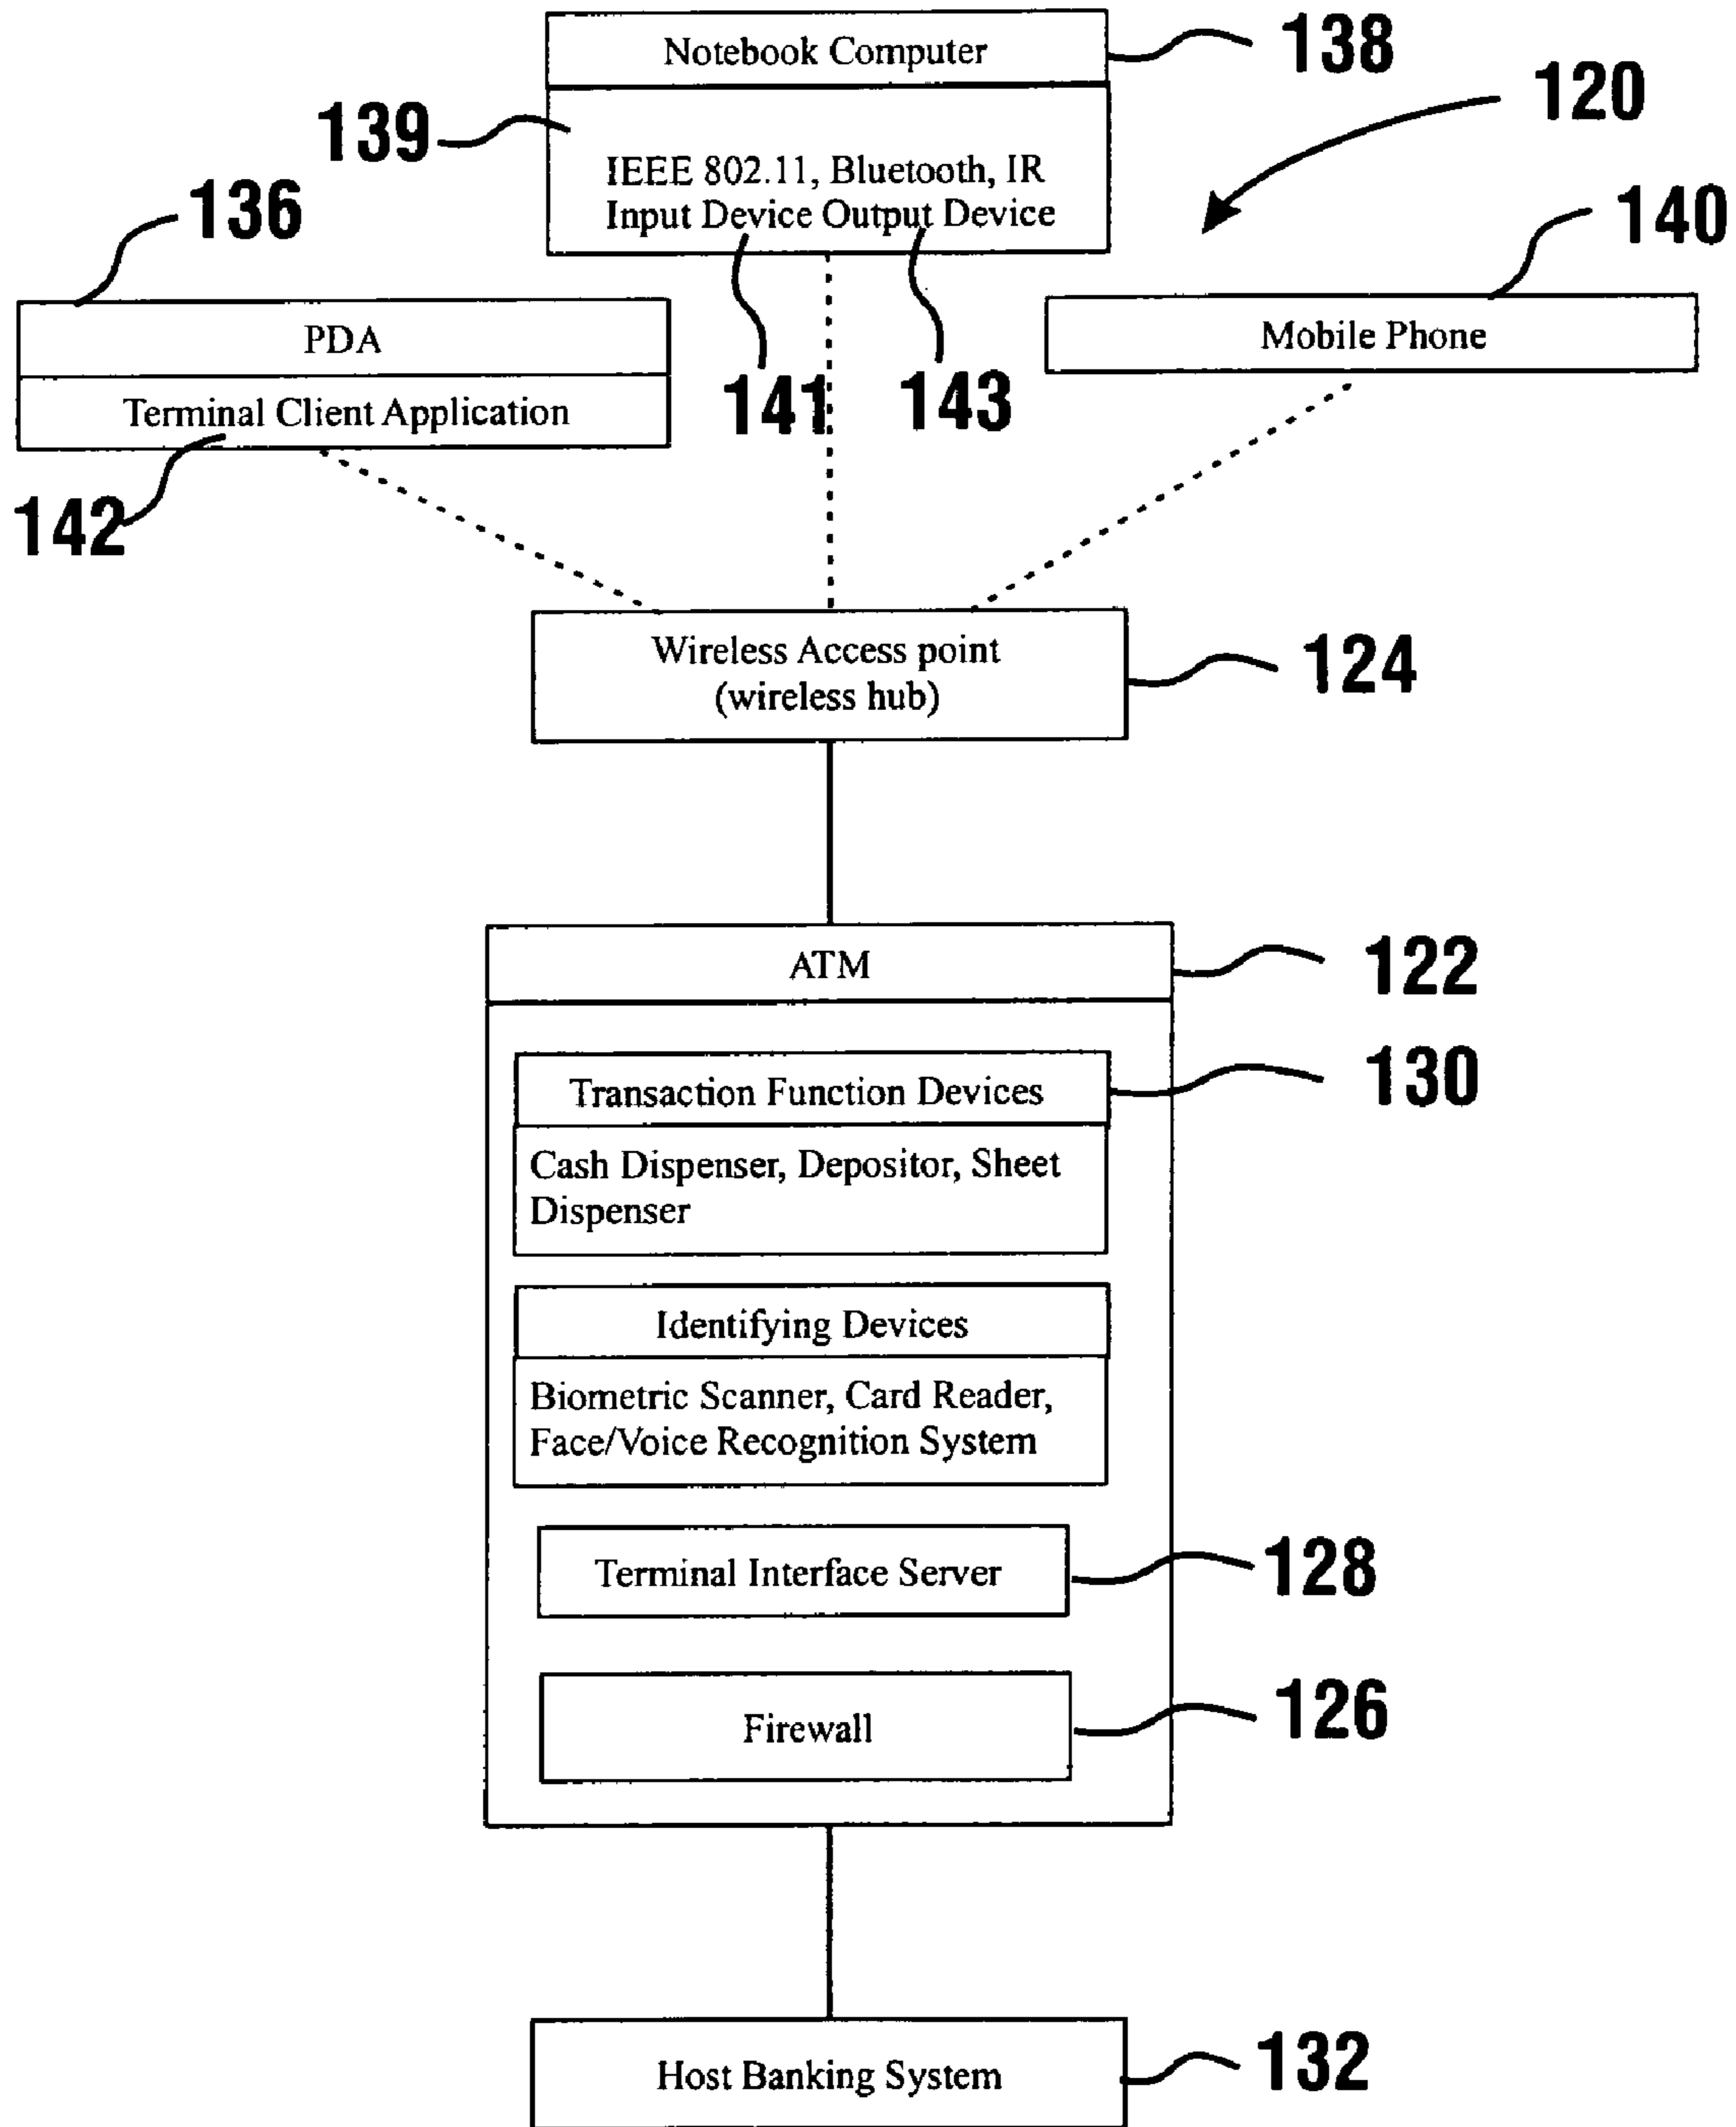 Notebook Computer
138
120
139
IEEE 802.11, Bluetooth, IR
Input Device Output Device
136
140
PDA
Mobile Phone
Terminal Client Application
141
143
142
Wireless Access point
(wireless hub)
124
ATM
122
Transaction Function Devices
130
Cash Dispenser, Depositor, Sheet
Dispenser
Identifying Devices
Biometric Scanner, Card Reader,
Face/Voice Recognition System
Terminal Interface Server
128
Firewall
126
Host Banking System
132